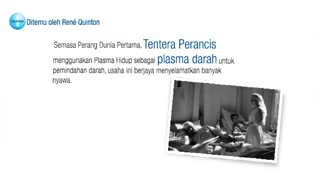 Ditemu oleh René Quinton
Semasa Perang Dunia Pertama, Tentera Perancis
menggunakan Plasma Hidup sebagai plasma darah untuk
pemindahan darah, usaha ini berjaya menyelamatkan banyak
nyawa.